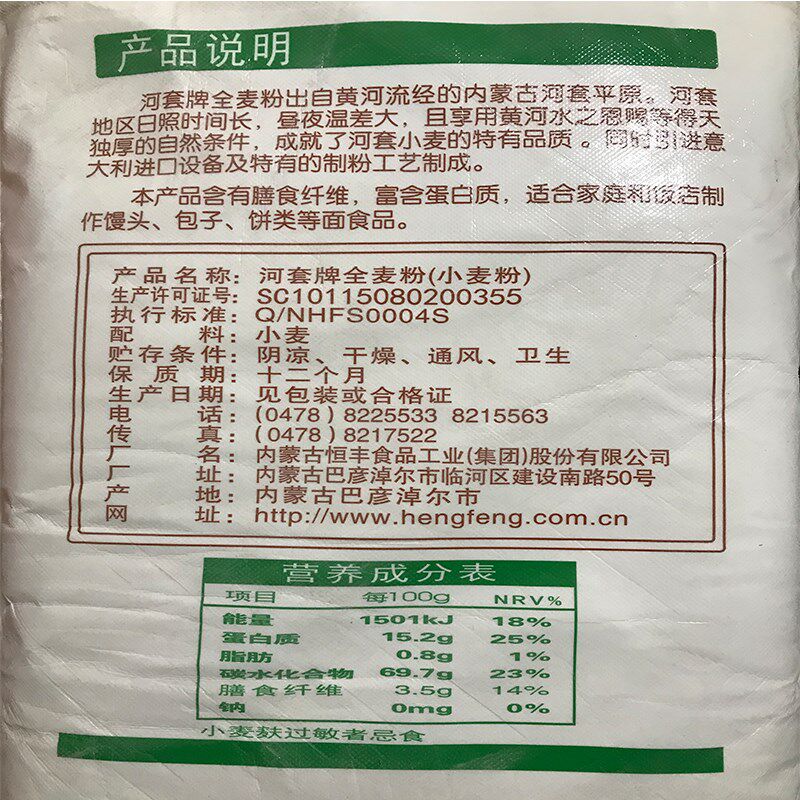 产品说明
河套牌全麦粉出自黄河流经的内蒙古河套平原。河套
地区日照时间长，昼夜温差大，且享用黄河水之恩赐等得天
独厚的自然条件，成就了河套小麦的特有品质。同时引进意
大利进口设备及特有的制粉工艺制成。
本产品含有膳食纤维，富含蛋白质，适合家庭和饭店制
作馒头、包子、饼类等面食品。
产品名称：河套牌全麦粉(小麦粉)
生产许可证号：SC10115080200355
执行标准：Q/NHFS0004S
配料：小麦
贮存条件：阴凉、干燥、通风、卫生
保质期：十二个月
生产日期：见包装或合格证
电话：(0478) 8225533 8215563
传真：(0478) 8217522
厂名：内蒙古恒丰食品工业(集团)股份有限公司
厂址：内蒙古巴彦淖尔市临河区建设南路50号
产地：内蒙古巴彦淖尔市
网址：http://www.hengfeng.com.cn
营养成分表
项目 每100g NRV%
能量 1501kJ 18%
蛋白质 15.2g 25%
脂肪 0.8g 1%
碳水化合物 69.7g 23%
膳食纤维 3.5g 14%
钠 0mg 0%
小麦麸过敏者忌食